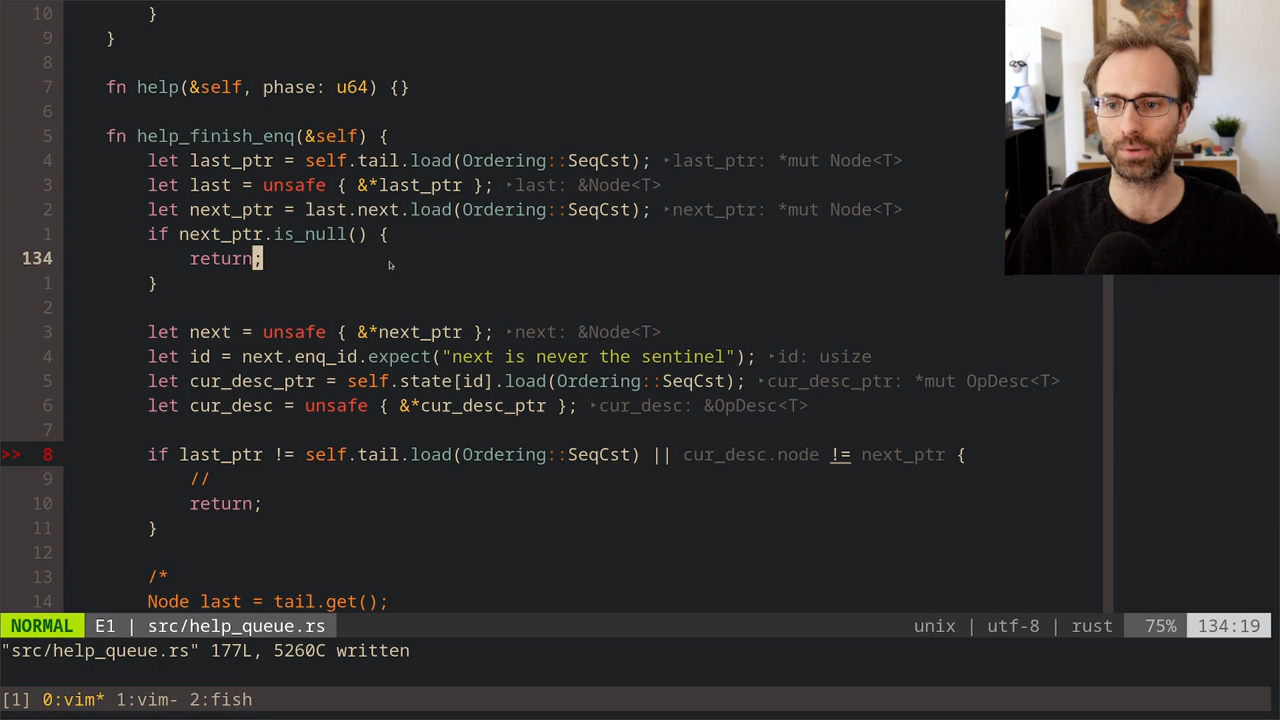 10 }
9 }
8
7 fn help(&self, phase: u64) {}
6
5 fn help_finish_enq(&self) {
4 let last_ptr = self.tail.load(Ordering::SeqCst); ‣last_ptr: *mut Node<T>
3 let last = unsafe { &*last_ptr }; ‣last: &Node<T>
2 let next_ptr = last.next.load(Ordering::SeqCst); ‣next_ptr: *mut Node<T>
1 if next_ptr.is_null() {
134 return;
1 }
2
3 let next = unsafe { &*next_ptr }; ‣next: &Node<T>
4 let id = next.enq_id.expect("next is never the sentinel"); ‣id: usize
5 let cur_desc_ptr = self.state[id].load(Ordering::SeqCst); ‣cur_desc_ptr: *mut OpDesc<T>
6 let cur_desc = unsafe { &*cur_desc_ptr }; ‣cur_desc: &OpDesc<T>
7
>> 8 if last_ptr != self.tail.load(Ordering::SeqCst) || cur_desc.node != next_ptr {
9 //
10 return;
11 }
12
13 /*
14 Node last = tail.get();
NORMAL E1 | src/help_queue.rs unix | utf-8 | rust 75% 134:19
"src/help_queue.rs" 177L, 5260C written
[1] 0:vim* 1:vim- 2:fish